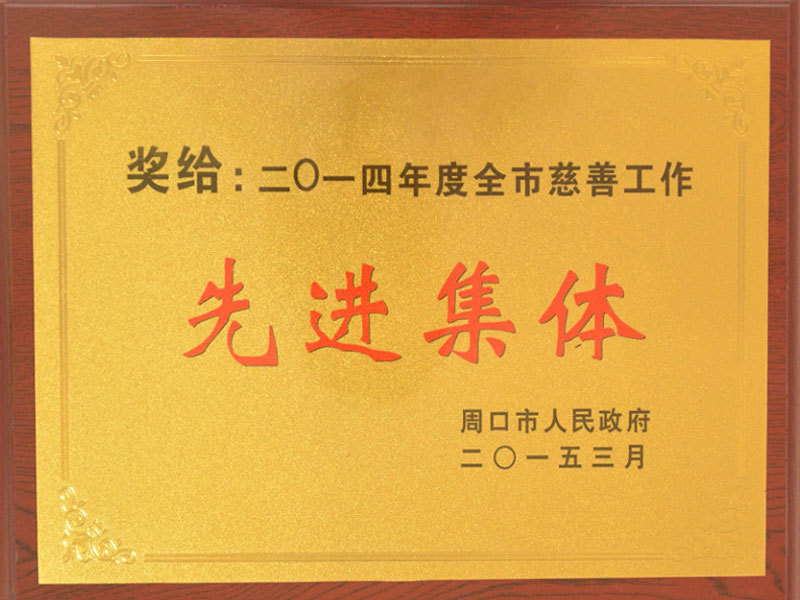 奖给：二〇一四年度全市慈善工作
先进集体
周口市人民政府
二〇一五三月